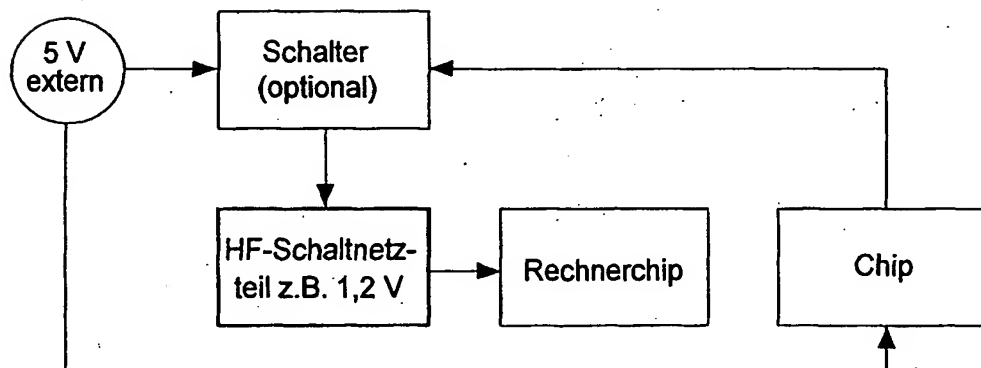 5 V
extern
Schalter
(optional)
HF-Schaltnetz-
teil z.B. 1,2 V
Rechnerchip
Chip